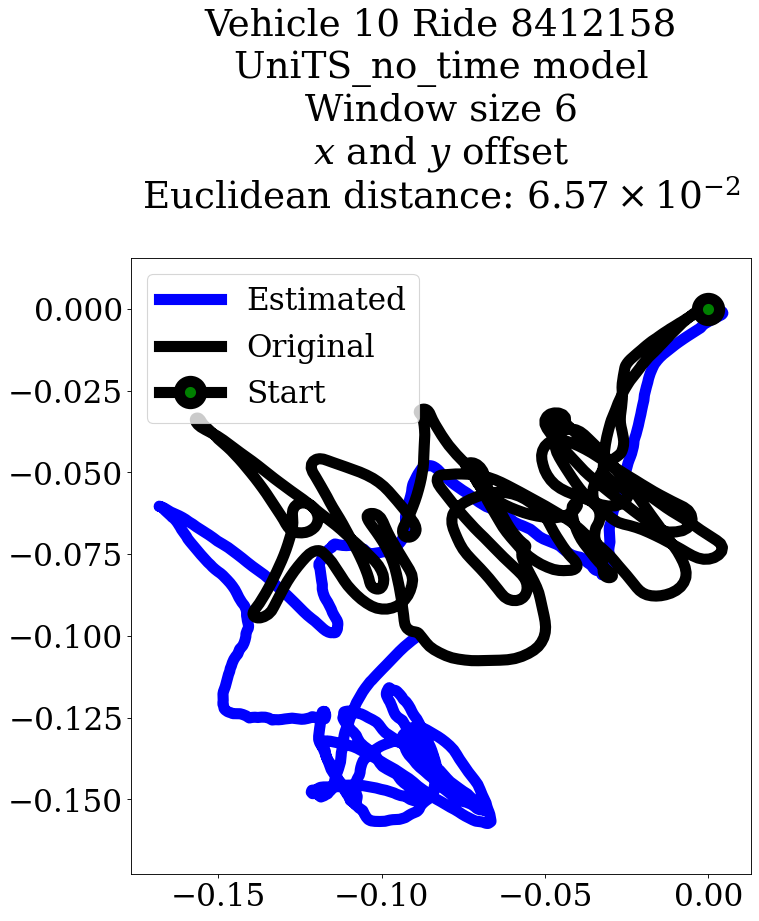 Vehicle 10 Ride 8412158
UniTS_no_time model
Window size 6
x and y offset
Euclidean distance: 6.57 × 10⁻²
Estimated
Original
Start
0.000
−0.025
−0.050
−0.075
−0.100
−0.125
−0.150
−0.15 −0.10 −0.05 0.00